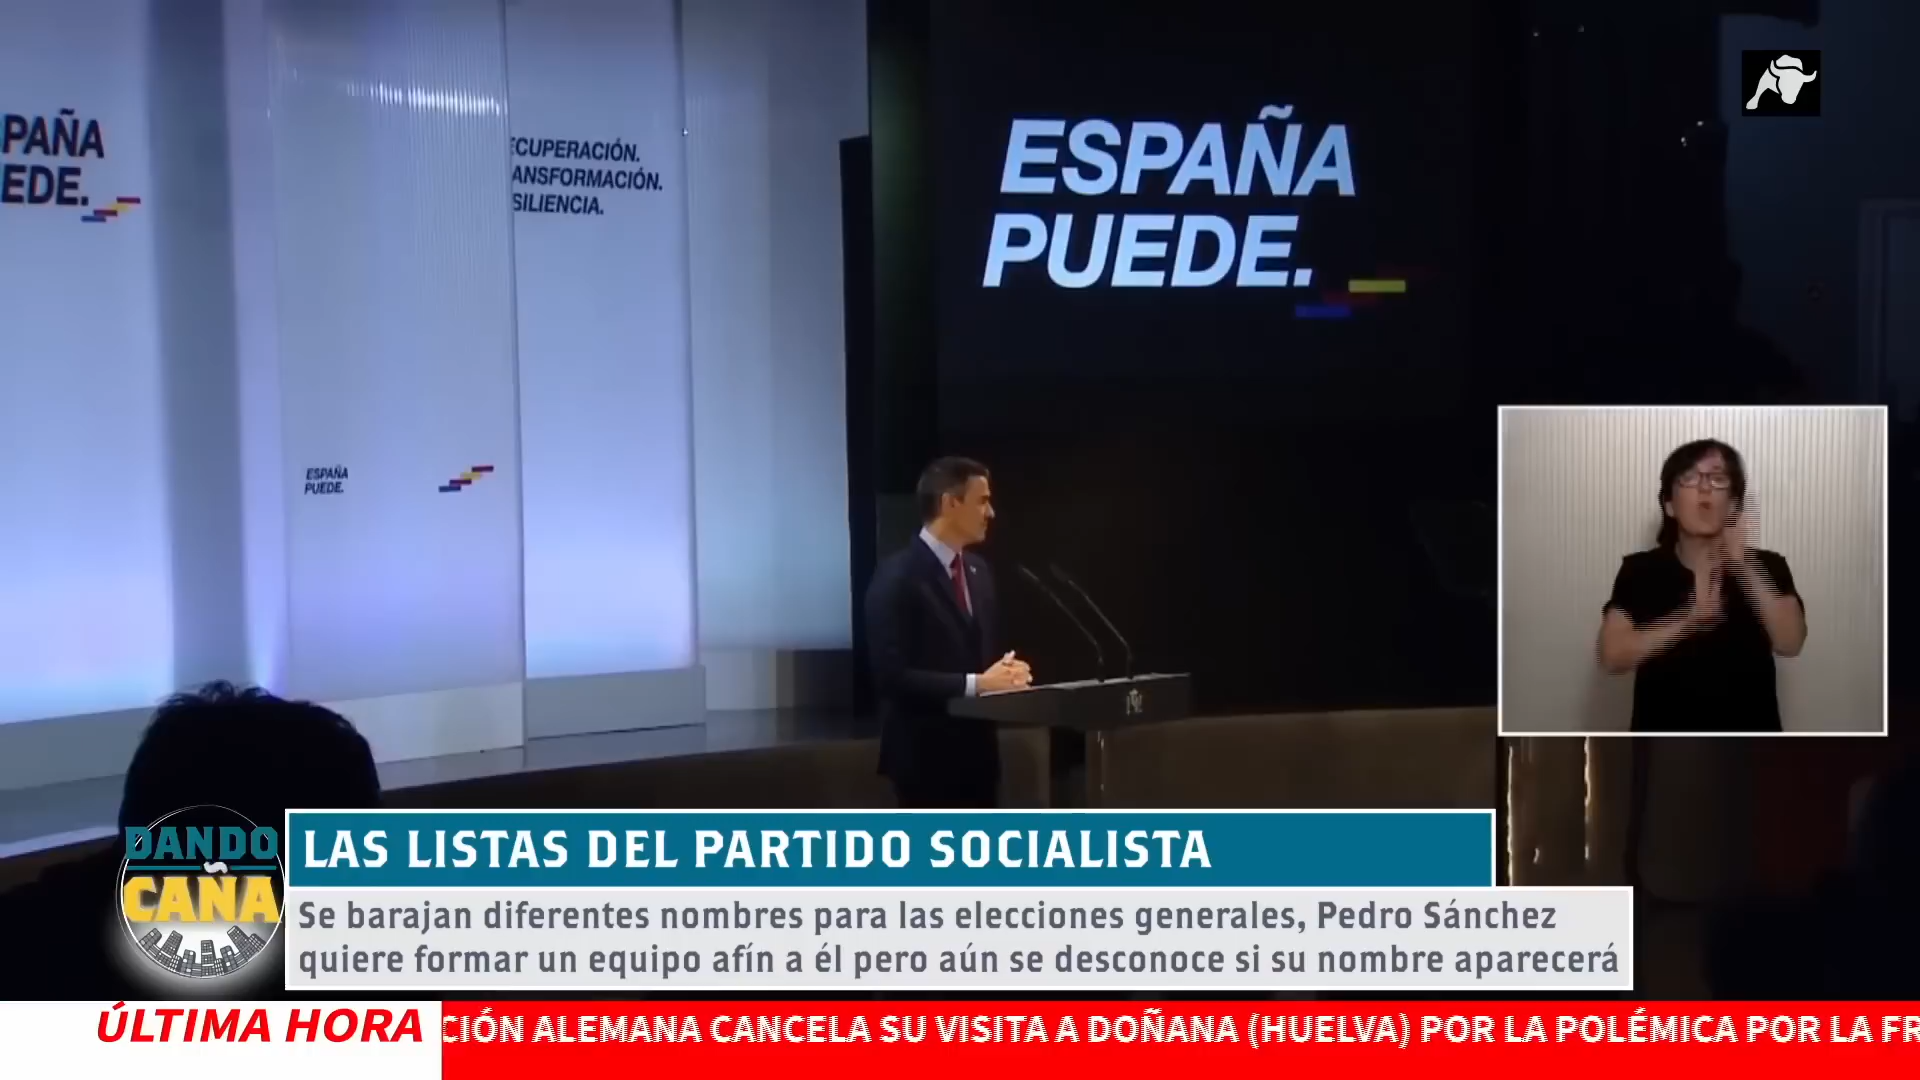 PAÑA
EDE.
ECUPERACIÓN.
ANSFORMACIÓN.
SILIENCIA.
ESPAÑA
PUEDE.
ESPAÑA
PUEDE.
DANDO
CAÑA
LAS LISTAS DEL PARTIDO SOCIALISTA
Se barajan diferentes nombres para las elecciones generales, Pedro Sánchez
quiere formar un equipo afín a él pero aún se desconoce si su nombre aparecerá
ÚLTIMA HORA
CIÓN ALEMANA CANCELA SU VISITA A DOÑANA (HUELVA) POR LA POLÉMICA POR LA FR